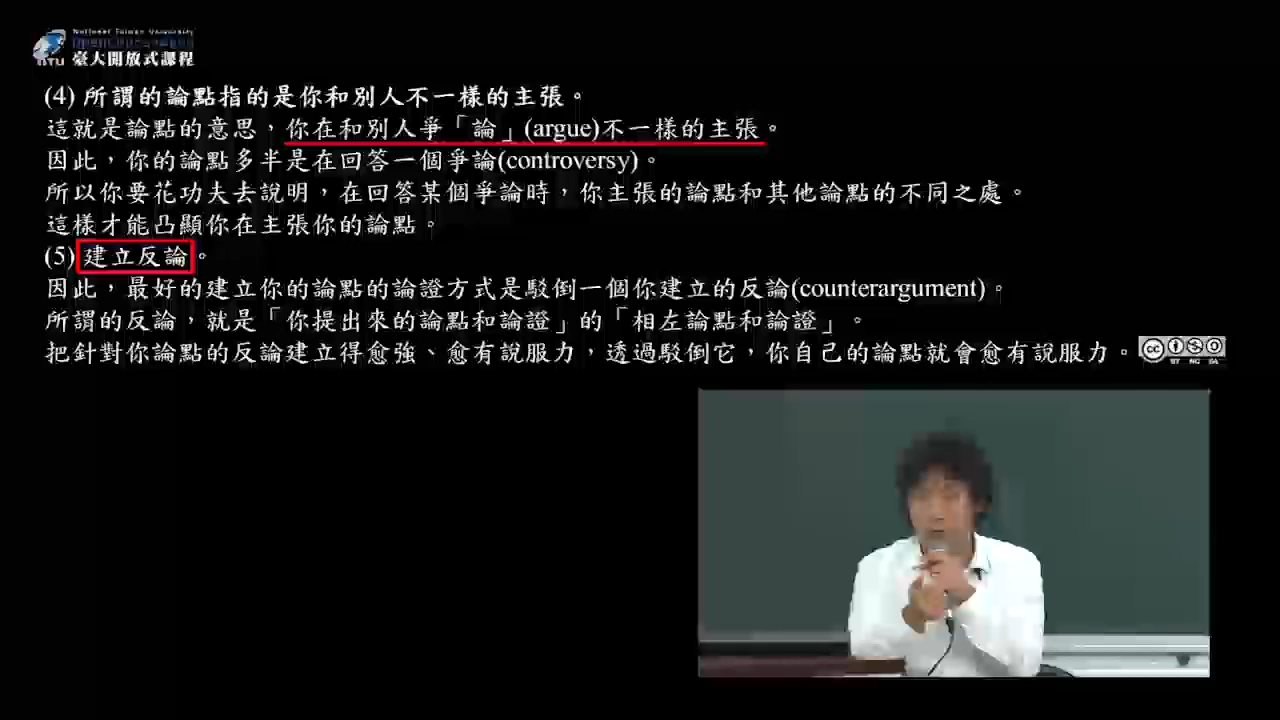 National Taiwan University
臺大開放式課程
(4) 所謂的論點指的是你和別人不一樣的主張。
這就是論點的意思，你在和別人爭「論」(argue)不一樣的主張。
因此，你的論點多半是在回答一個爭論(controversy)。
所以你要花功夫去說明，在回答某個爭論時，你主張的論點和其他論點的不同之處。
這樣才能凸顯你在主張你的論點。
(5) 建立反論。
因此，最好的建立你的論點的論證方式是駁倒一個你建立的反論(counterargument)。
所謂的反論，就是「你提出來的論點和論證」的「相左論點和論證」。
把針對你論點的反論建立得愈強、愈有說服力，透過駁倒它，你自己的論點就會愈有說服力。
cc
BY NC SA